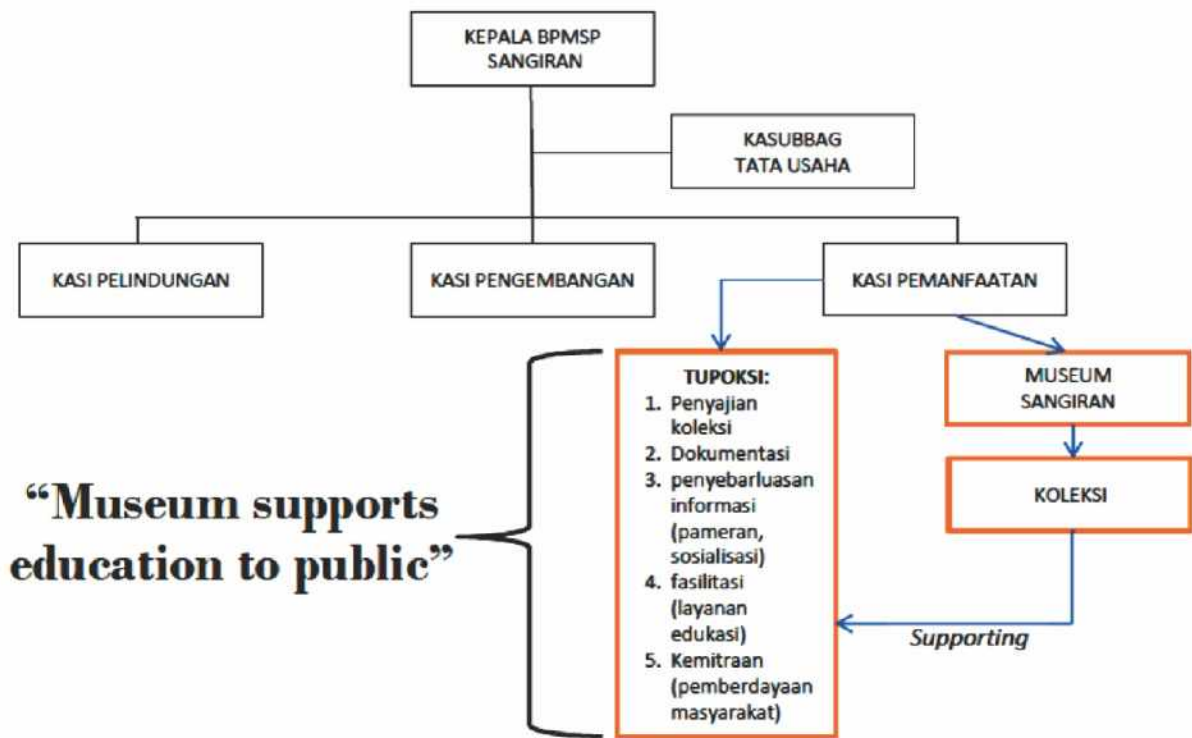 KEPALA BPMSP
SANGIRAN
KASUBBAG
TATA USAHA
KASI PELINDUNGAN
KASI PENGEMBANGAN
KASI PEMANFAATAN
“Museum supports
education to public”
TUPOKSI:
1. Penyajian
koleksi
2. Dokumentasi
3. penyebarluasan
informasi
(pameran,
sosialisasi)
4. fasilitasi
(layanan
edukasi)
5. Kemitraan
(pemberdayaan
masyarakat)
MUSEUM
SANGIRAN
KOLEKSI
Supporting